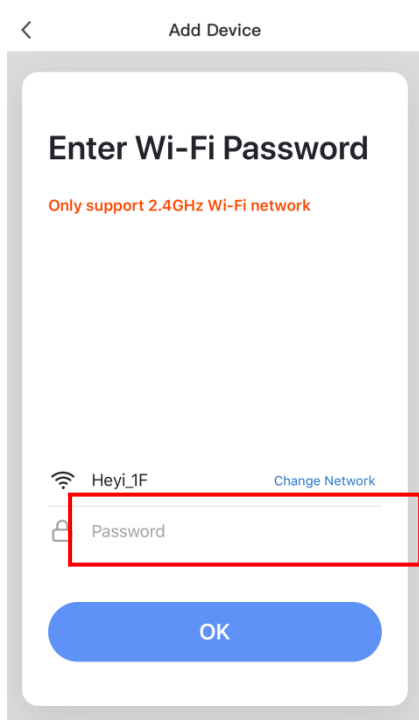 Add Device
Enter Wi-Fi Password
Only support 2.4GHz Wi-Fi network
Heyi_1F Change Network
Password
OK